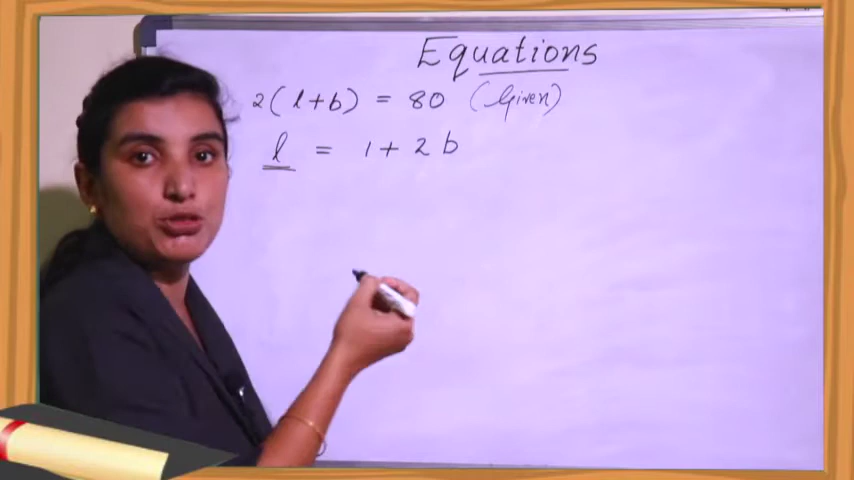 Equations
2(l+b) = 80 (Given)
l = 1+2b